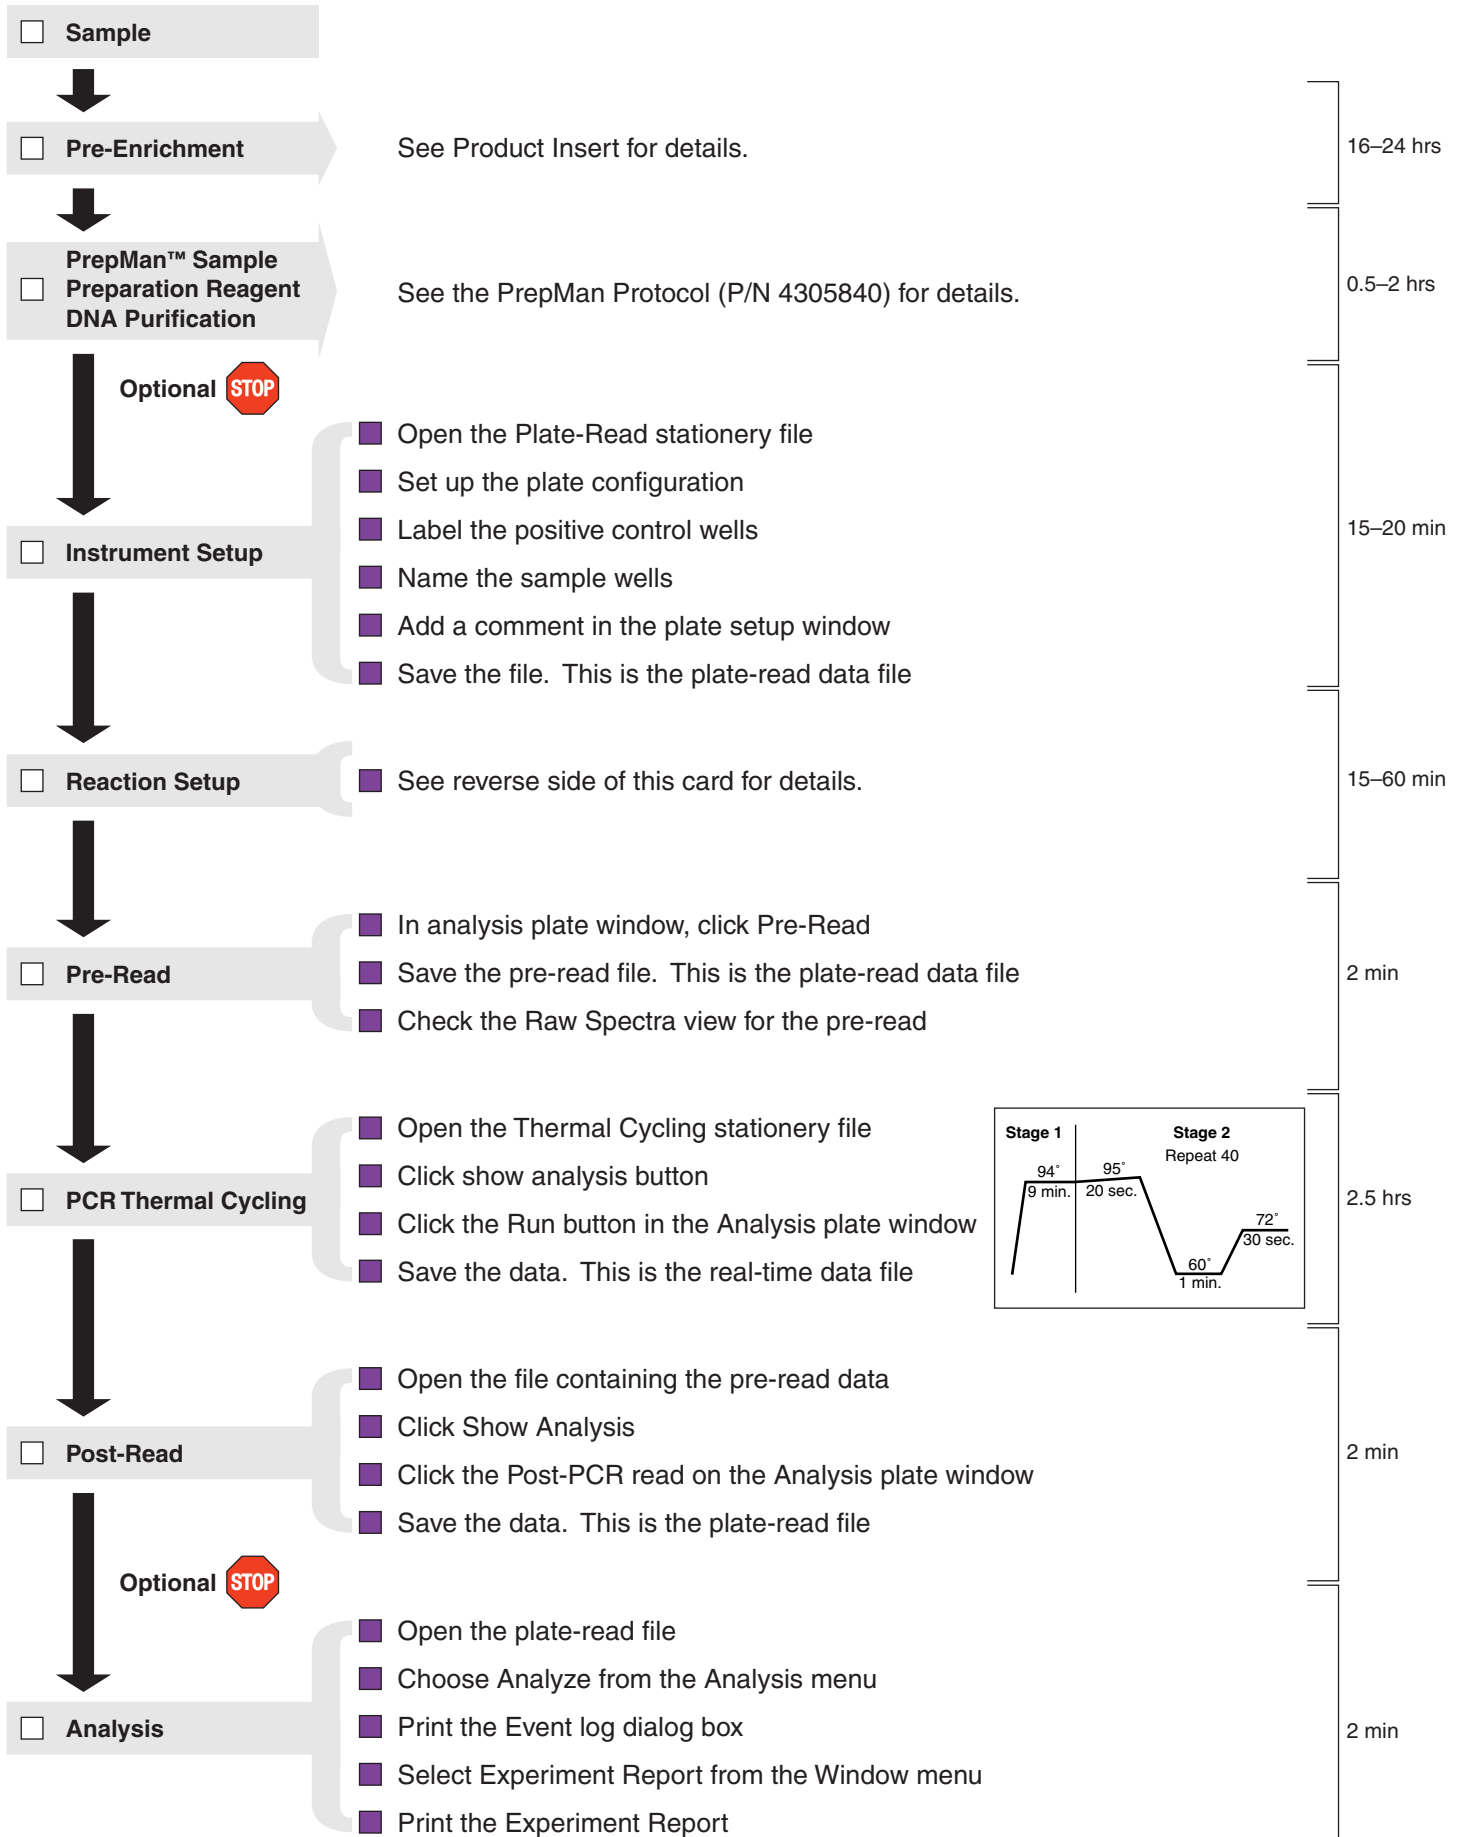 Sample
Pre-Enrichment
See Product Insert for details.
16–24 hrs
PrepMan™ Sample
Preparation Reagent
DNA Purification
See the PrepMan Protocol (P/N 4305840) for details.
0.5–2 hrs
Optional STOP
Instrument Setup
Open the Plate-Read stationery file
Set up the plate configuration
Label the positive control wells
Name the sample wells
Add a comment in the plate setup window
Save the file. This is the plate-read data file
15–20 min
Reaction Setup
See reverse side of this card for details.
15–60 min
Pre-Read
In analysis plate window, click Pre-Read
Save the pre-read file. This is the plate-read data file
Check the Raw Spectra view for the pre-read
2 min
PCR Thermal Cycling
Open the Thermal Cycling stationery file
Click show analysis button
Click the Run button in the Analysis plate window
Save the data. This is the real-time data file
Stage 1
Stage 2
Repeat 40
94˚
9 min.
95˚
20 sec.
60˚
1 min.
72˚
30 sec.
2.5 hrs
Post-Read
Open the file containing the pre-read data
Click Show Analysis
Click the Post-PCR read on the Analysis plate window
Save the data. This is the plate-read file
2 min
Optional STOP
Analysis
Open the plate-read file
Choose Analyze from the Analysis menu
Print the Event log dialog box
Select Experiment Report from the Window menu
Print the Experiment Report
2 min